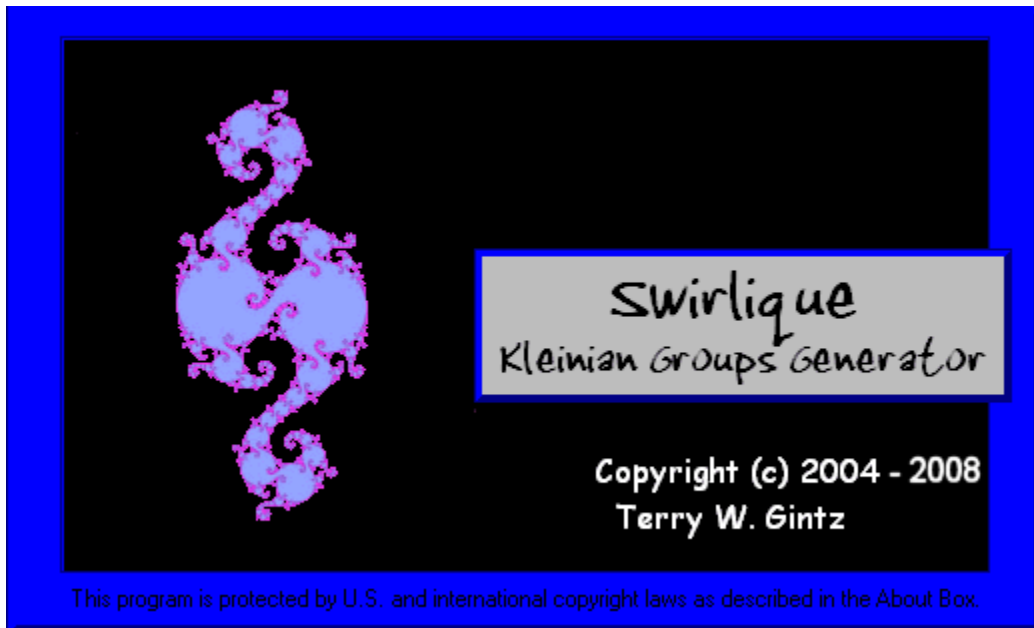 Swirlique
Kleinian Groups Generator
Copyright (c) 2004 - 2008
Terry W. Gintz
This program is protected by U.S. and international copyright laws as described in the About Box.